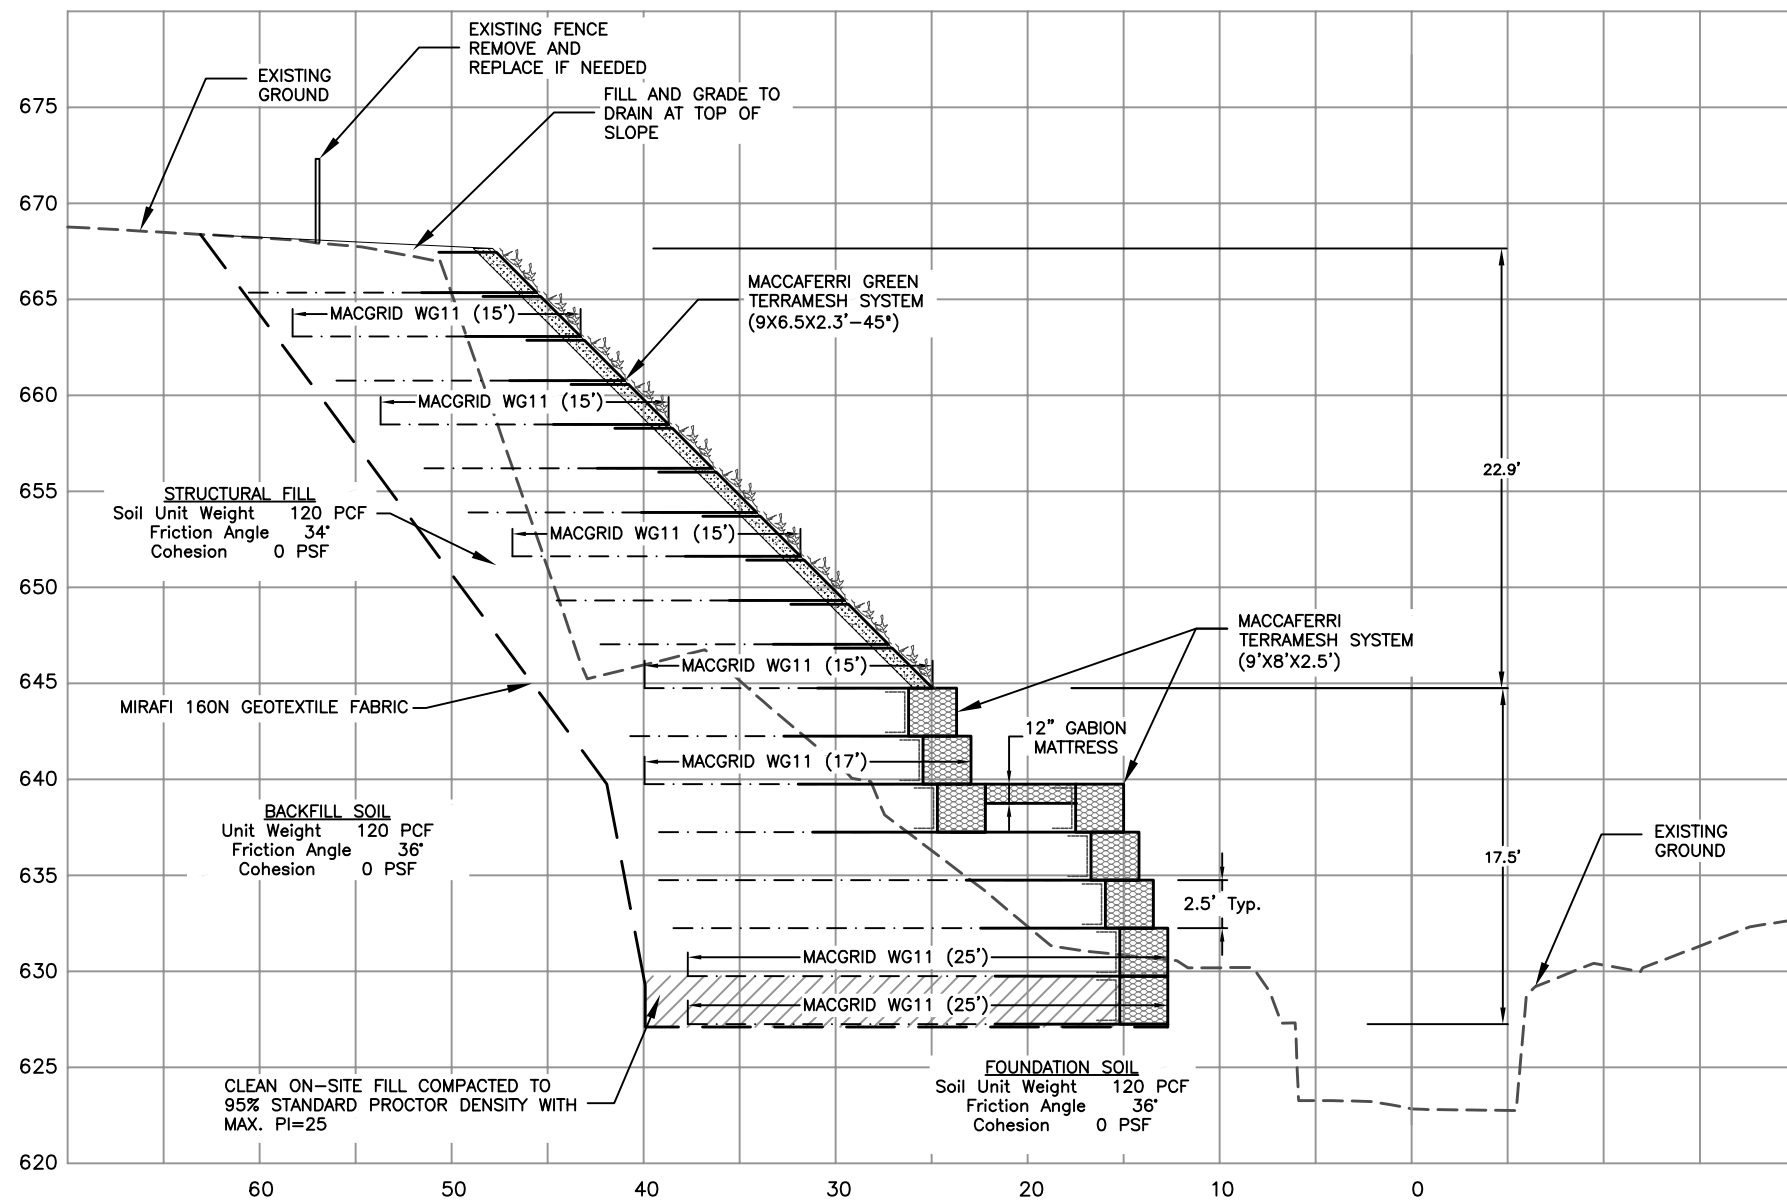 EXISTING FENCE
REMOVE AND
REPLACE IF NEEDED
EXISTING
GROUND
FILL AND GRADE TO
DRAIN AT TOP OF
SLOPE
675
670
665
660
655
650
645
640
635
630
625
620
MACCAFERRI GREEN
TERRAMESH SYSTEM
(9X6.5X2.3'-45°)
MACGRID WG11 (15')
MACGRID WG11 (15')
22.9'
STRUCTURAL FILL
Soil Unit Weight 120 PCF
Friction Angle 34°
Cohesion 0 PSF
MACGRID WG11 (15')
MACCAFERRI
TERRAMESH SYSTEM
(9'X8'X2.5')
MACGRID WG11 (15')
MIRAFI 160N GEOTEXTILE FABRIC
12" GABION
MATTRESS
MACGRID WG11 (17')
BACKFILL SOIL
Unit Weight 120 PCF
Friction Angle 36°
Cohesion 0 PSF
EXISTING
GROUND
17.5'
2.5' Typ.
MACGRID WG11 (25')
MACGRID WG11 (25')
FOUNDATION SOIL
Soil Unit Weight 120 PCF
Friction Angle 36°
Cohesion 0 PSF
CLEAN ON-SITE FILL COMPACTED TO
95% STANDARD PROCTOR DENSITY WITH
MAX. PI=25
60 50 40 30 20 10 0